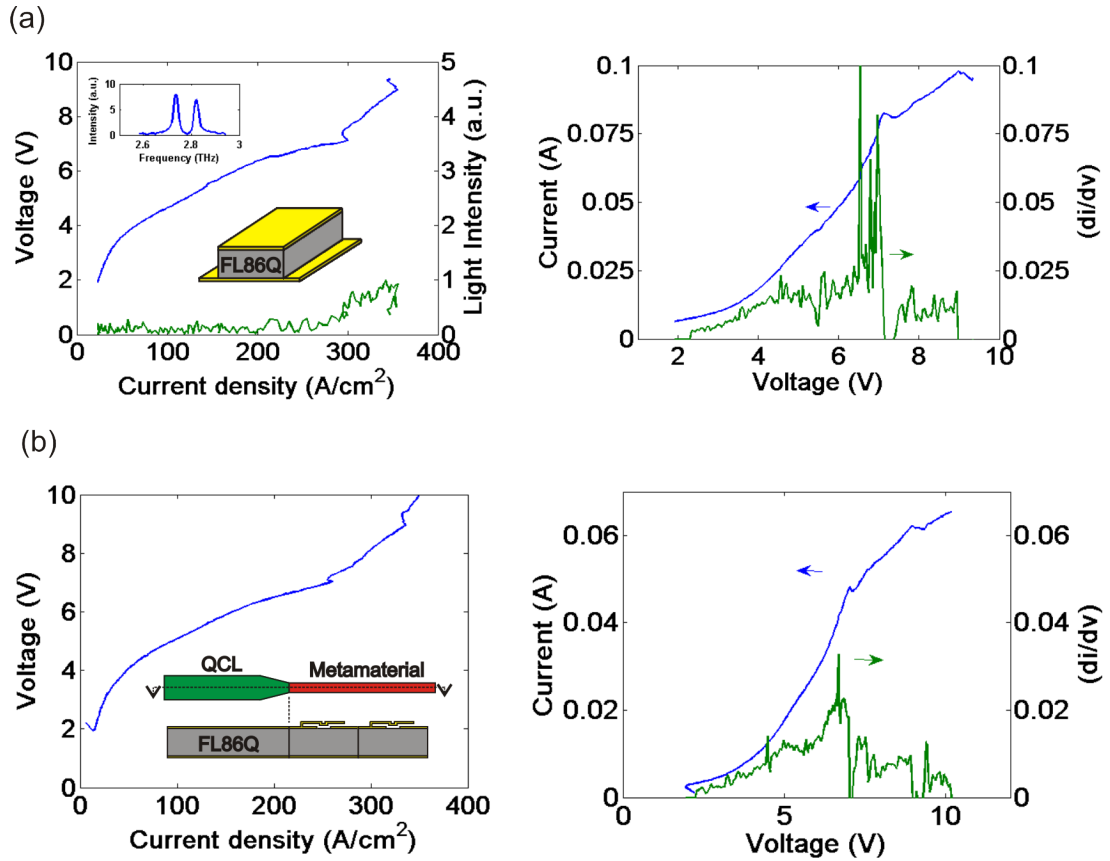 (a)
10
8
6
4
2
0
Voltage (V)
5
4
3
2
1
0
Light Intensity (a.u.)
0 100 200 300 400
Current density (A/cm²)
Intensity (a.u.)
10
5
0
2.6 2.8 3
Frequency (THz)
FL86Q
0.1
0.075
0.05
0.025
0
Current (A)
0.1
0.075
0.05
0.025
0
(di/dv)
2 4 6 8 10
Voltage (V)
(b)
10
8
6
4
2
0
Voltage (V)
QCL Metamaterial
FL86Q
0 100 200 300 400
Current density (A/cm²)
0.06
0.04
0.02
0
Current (A)
0.06
0.04
0.02
0
(di/dv)
0 5 10
Voltage (V)